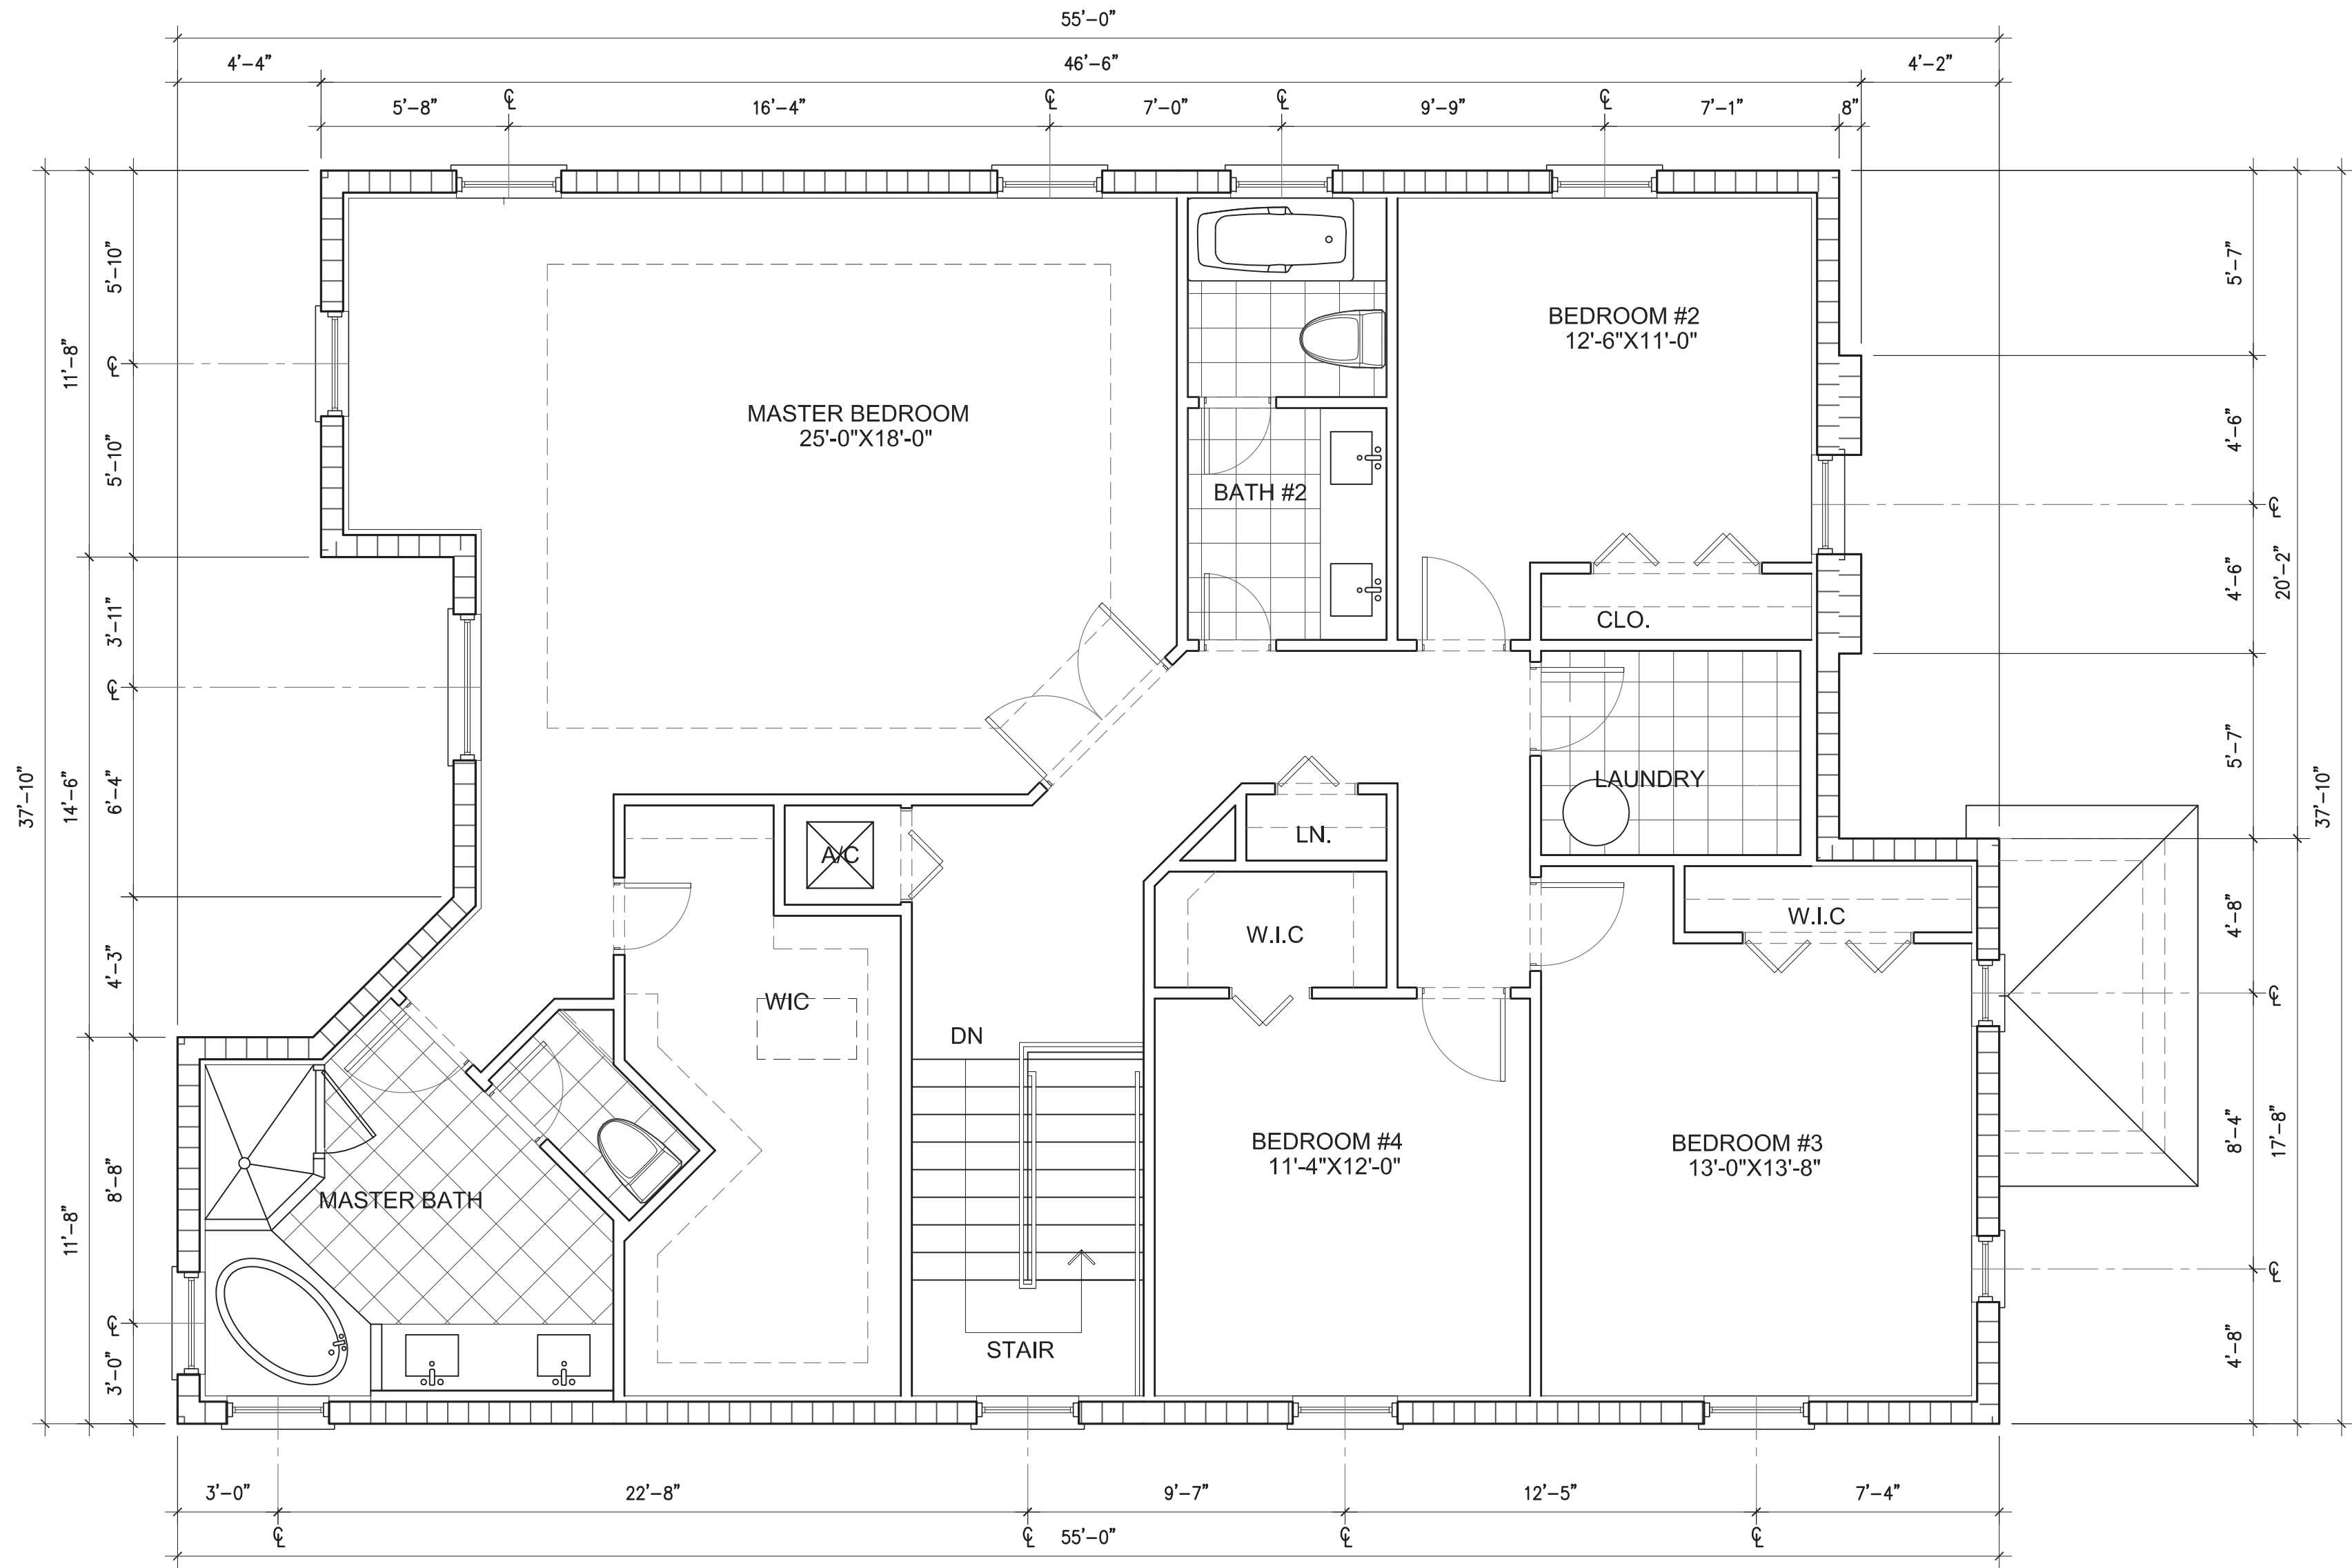 55'-0"
4'-4" 46'-6" 4'-2"
5'-8" ℄ 16'-4" ℄ 7'-0" ℄ 9'-9" ℄ 7'-1" 8"
37'-10"
11'-8"
14'-6"
11'-8"
5'-10"
℄
5'-10"
3'-11"
℄
6'-4"
4'-3"
8'-8"
℄
3'-0"
MASTER BEDROOM
25'-0"X18'-0"
BATH #2
BEDROOM #2
12'-6"X11'-0"
CLO.
LAUNDRY
LN.
A/C
W.I.C
W.I.C
WIC
DN
STAIR
MASTER BATH
BEDROOM #4
11'-4"X12'-0"
BEDROOM #3
13'-0"X13'-8"
5'-7"
4'-6"
℄
4'-6"
5'-7"
4'-8"
℄
8'-4"
℄
4'-8"
20'-2"
17'-8"
37'-10"
3'-0" 22'-8" 9'-7" 12'-5" 7'-4"
℄ ℄ 55'-0" ℄ ℄